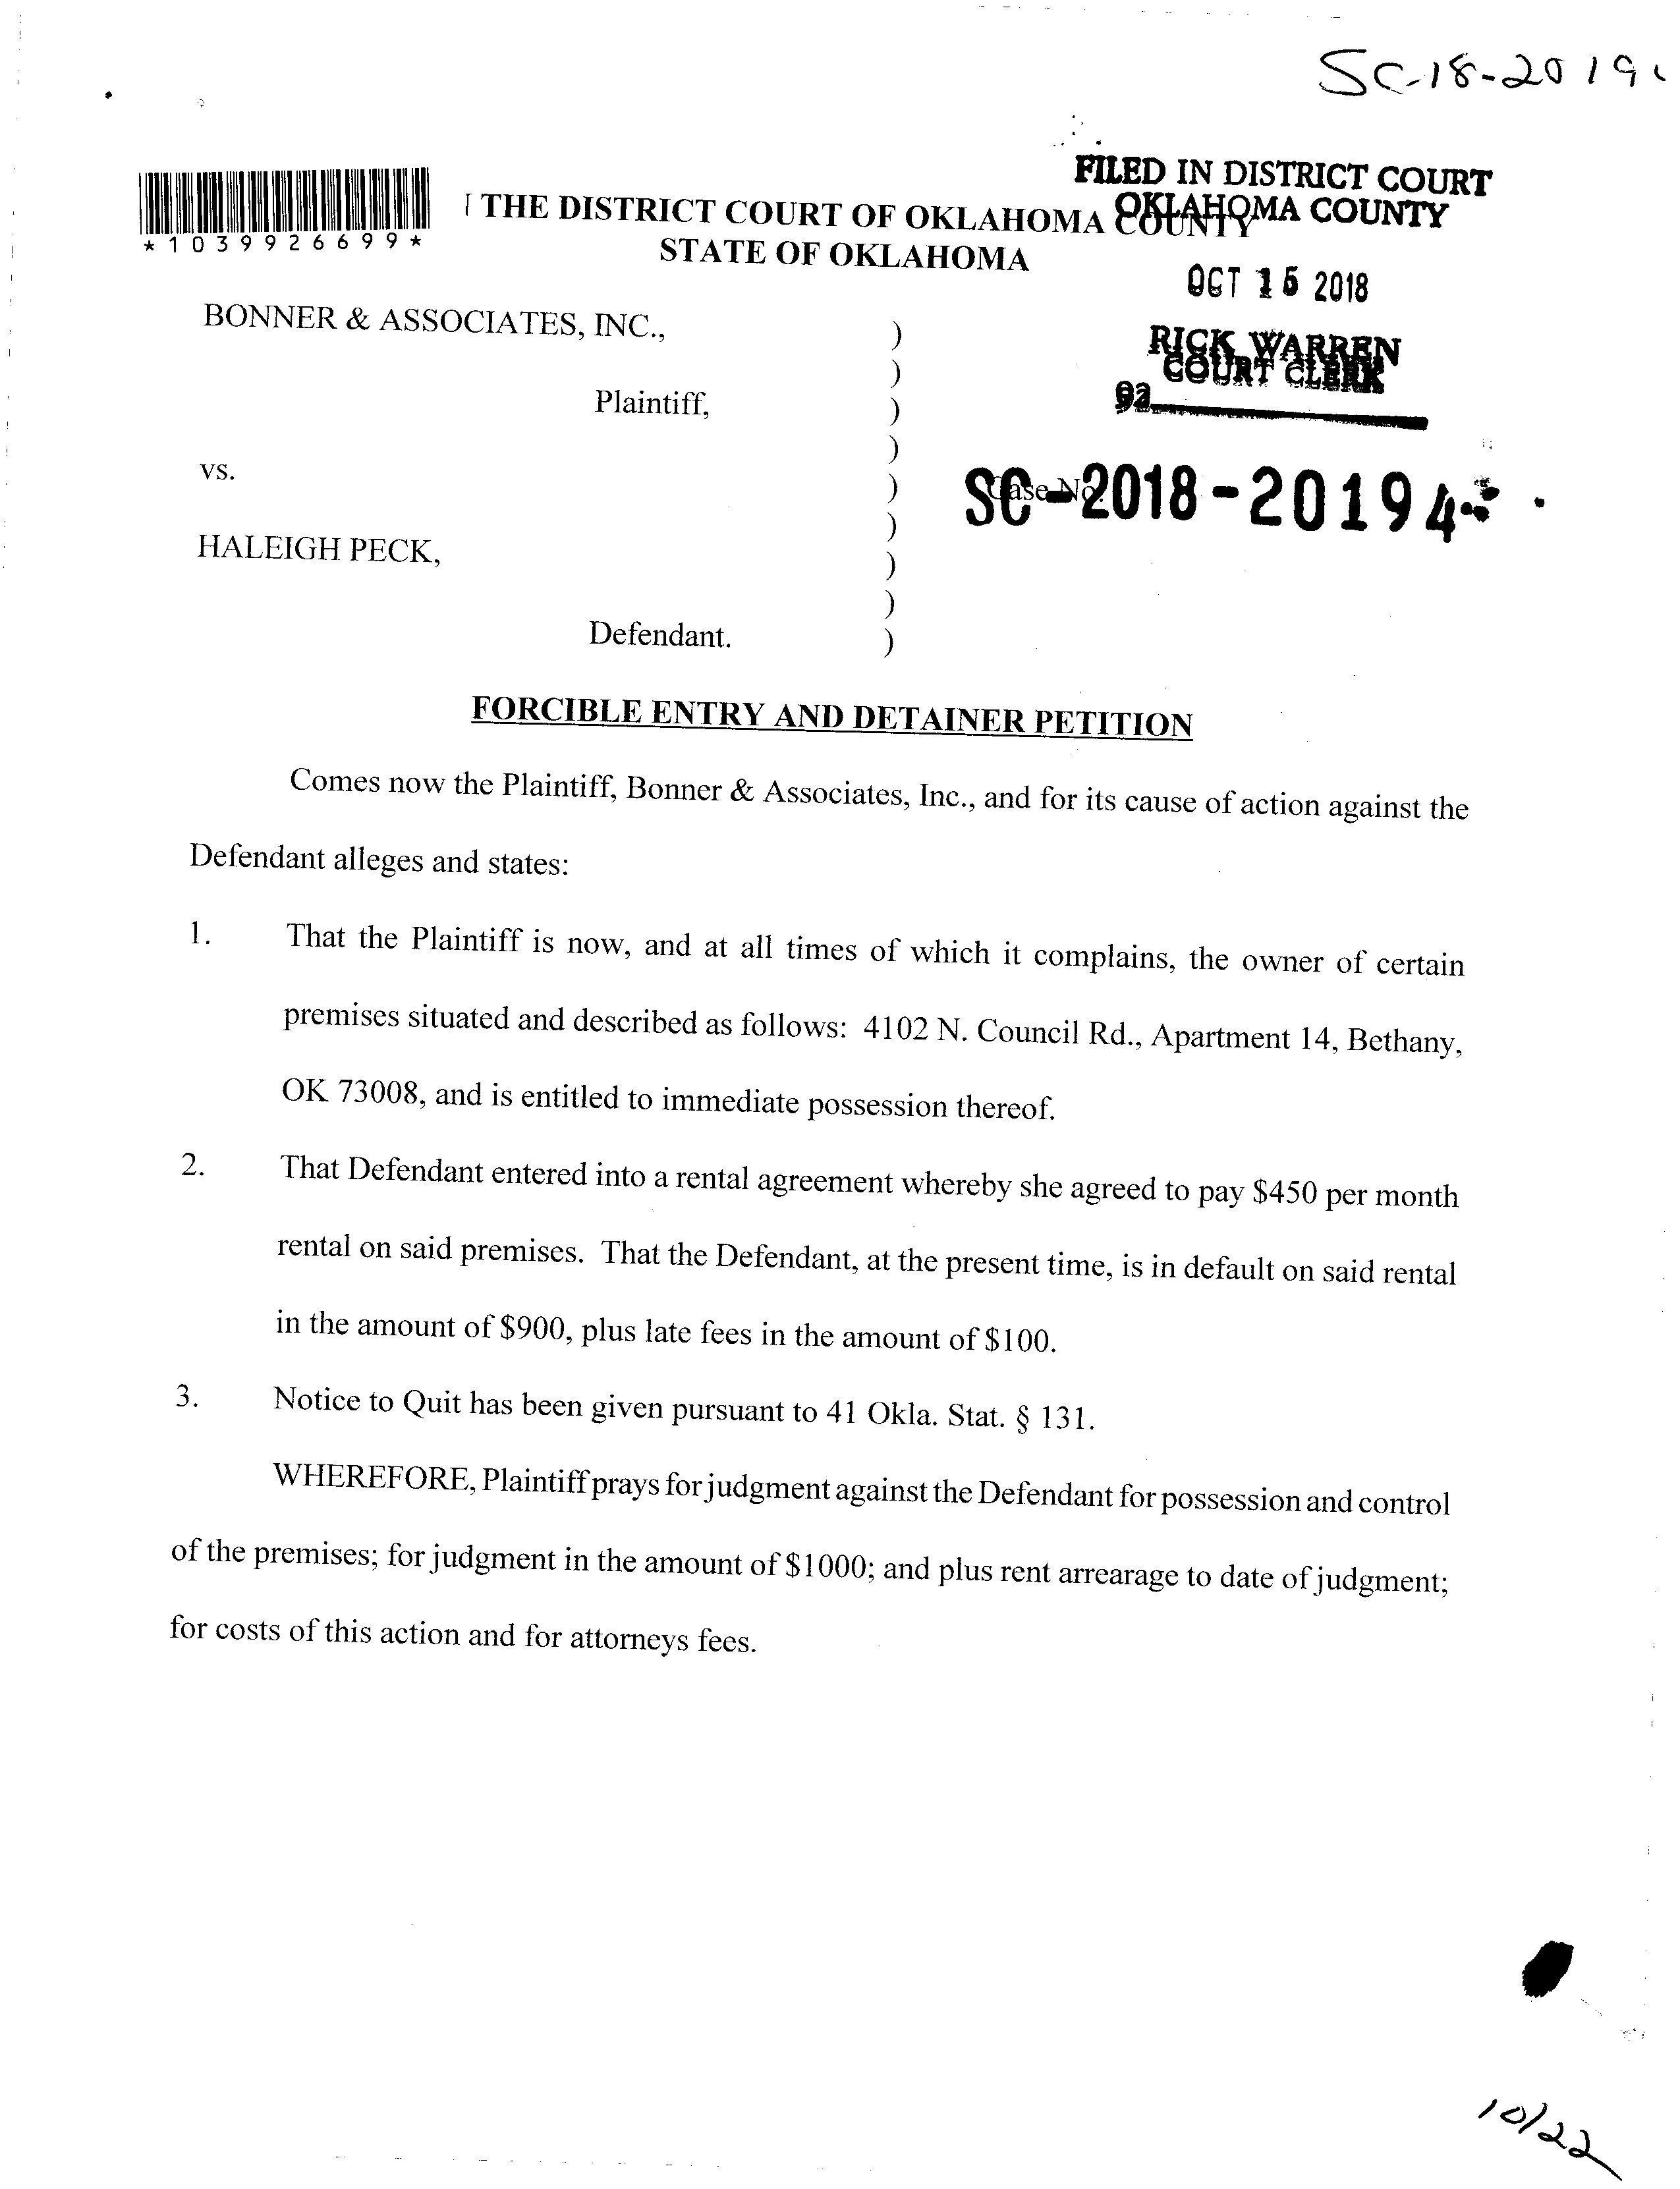 SC-18-2019
FILED IN DISTRICT COURT
OKLAHOMA COUNTY
*1039926699*
THE DISTRICT COURT OF OKLAHOMA COUNTY
STATE OF OKLAHOMA
OCT 15 2018
RICK WARREN
COURT CLERK
92
BONNER & ASSOCIATES, INC., )
)
Plaintiff, )
)
vs. ) Case No.
SC-2018-20194
)
HALEIGH PECK, )
)
Defendant. )
FORCIBLE ENTRY AND DETAINER PETITION
Comes now the Plaintiff, Bonner & Associates, Inc., and for its cause of action against the
Defendant alleges and states:
1. That the Plaintiff is now, and at all times of which it complains, the owner of certain
premises situated and described as follows: 4102 N. Council Rd., Apartment 14, Bethany,
OK 73008, and is entitled to immediate possession thereof.
2. That Defendant entered into a rental agreement whereby she agreed to pay $450 per month
rental on said premises. That the Defendant, at the present time, is in default on said rental
in the amount of $900, plus late fees in the amount of $100.
3. Notice to Quit has been given pursuant to 41 Okla. Stat. § 131.
WHEREFORE, Plaintiff prays for judgment against the Defendant for possession and control
of the premises; for judgment in the amount of $1000; and plus rent arrearage to date of judgment;
for costs of this action and for attorneys fees.
10/22